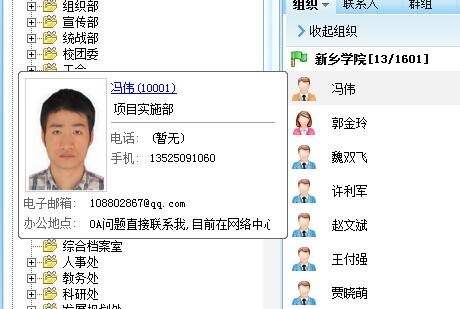 组织部
宣传部
统战部
校团委
工会
冯伟(10001)
项目实施部
电话： (暂无)
手机： 13525091060
电子邮箱： 108802867@qq.com
办公地点： OA问题直接联系我,目前在网络中心
综合档案室
人事处
教务处
科研处
发展规划处
组织 联系人 群组
收起组织
新乡学院[13/1601]
冯伟
郭金玲
魏双飞
许利军
赵文斌
王付强
贾晓萌